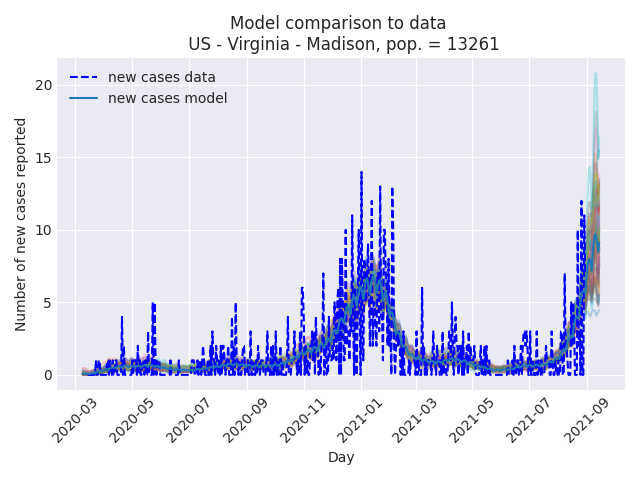 Model comparison to data
US - Virginia - Madison, pop. = 13261
new cases data
new cases model
Number of new cases reported
20
15
10
5
0
2020-03
2020-05
2020-07
2020-09
2020-11
2021-01
2021-03
2021-05
2021-07
2021-09
Day